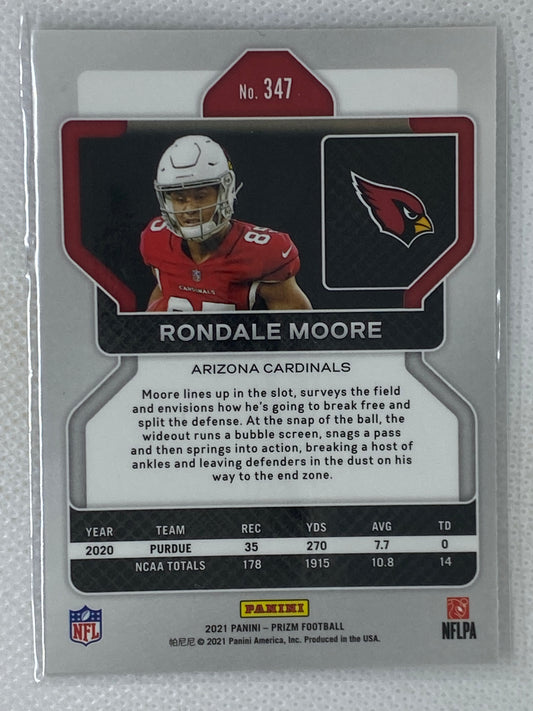 No. 347
85
CARDINALS
85
RONDALE MOORE
ARIZONA CARDINALS
Moore lines up in the slot, surveys the field
and envisions how he's going to break free and
split the defense. At the snap of the ball, the
wideout runs a bubble screen, snags a pass
and then springs into action, breaking a host of
ankles and leaving defenders in the dust on his
way to the end zone.
YEAR TEAM REC YDS AVG TD
2020 PURDUE 35 270 7.7 0
NCAA TOTALS 178 1915 10.8 14
NFL
PANINI
NFLPA
2021 PANINI – PRIZM FOOTBALL
帕尼尼 © 2021 Panini America, Inc. Produced in the USA.